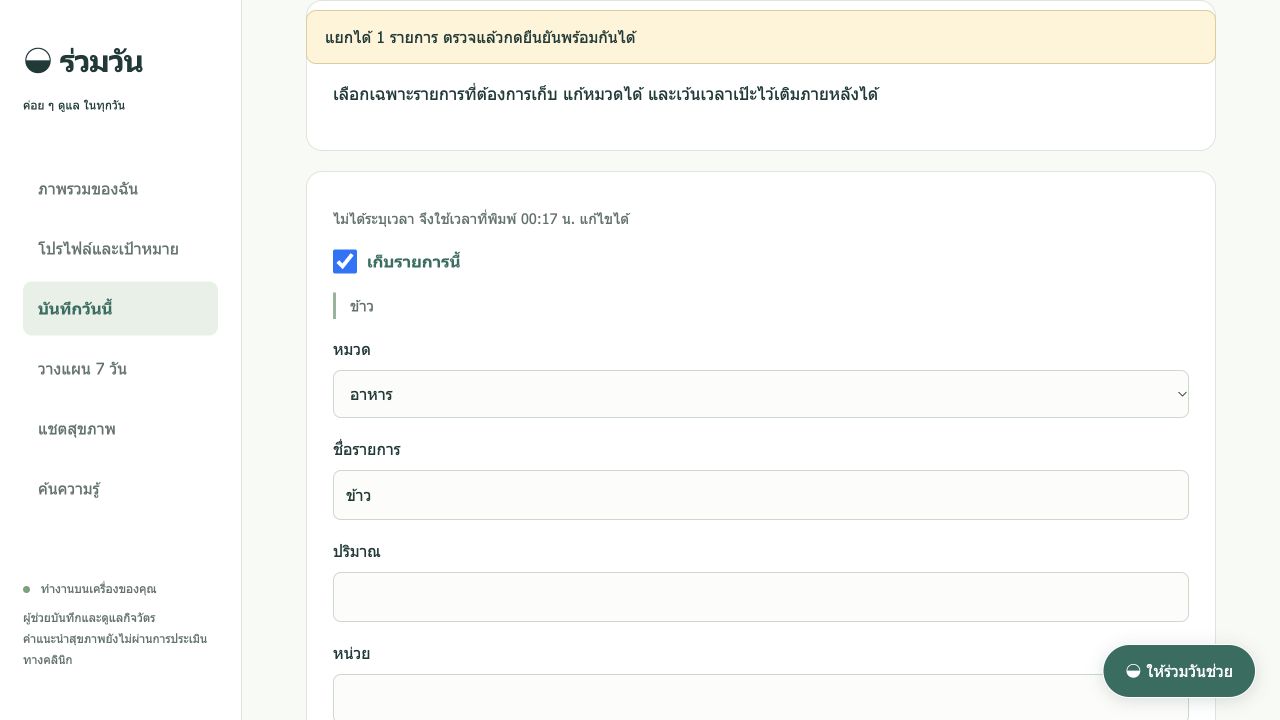 ร่วมวัน
ค่อย ๆ ดูแล ในทุกวัน
ภาพรวมของฉัน
โปรไฟล์และเป้าหมาย
บันทึกวันนี้
วางแผน 7 วัน
แชตสุขภาพ
ค้นความรู้
ทำงานบนเครื่องของคุณ
ผู้ช่วยบันทึกและดูแลกิจวัตร
คำแนะนำสุขภาพยังไม่ผ่านการประเมิน
ทางคลินิก
แยกได้ 1 รายการ ตรวจแล้วกดยืนยันพร้อมกันได้
เลือกเฉพาะรายการที่ต้องการเก็บ แก้หมวดได้ และเว้นเวลาเป๊ะไว้เติมภายหลังได้
ไม่ได้ระบุเวลา จึงใช้เวลาที่พิมพ์ 00:17 น. แก้ไขได้
เก็บรายการนี้
ข้าว
หมวด
อาหาร
ชื่อรายการ
ข้าว
ปริมาณ
หน่วย
ให้ร่วมวันช่วย